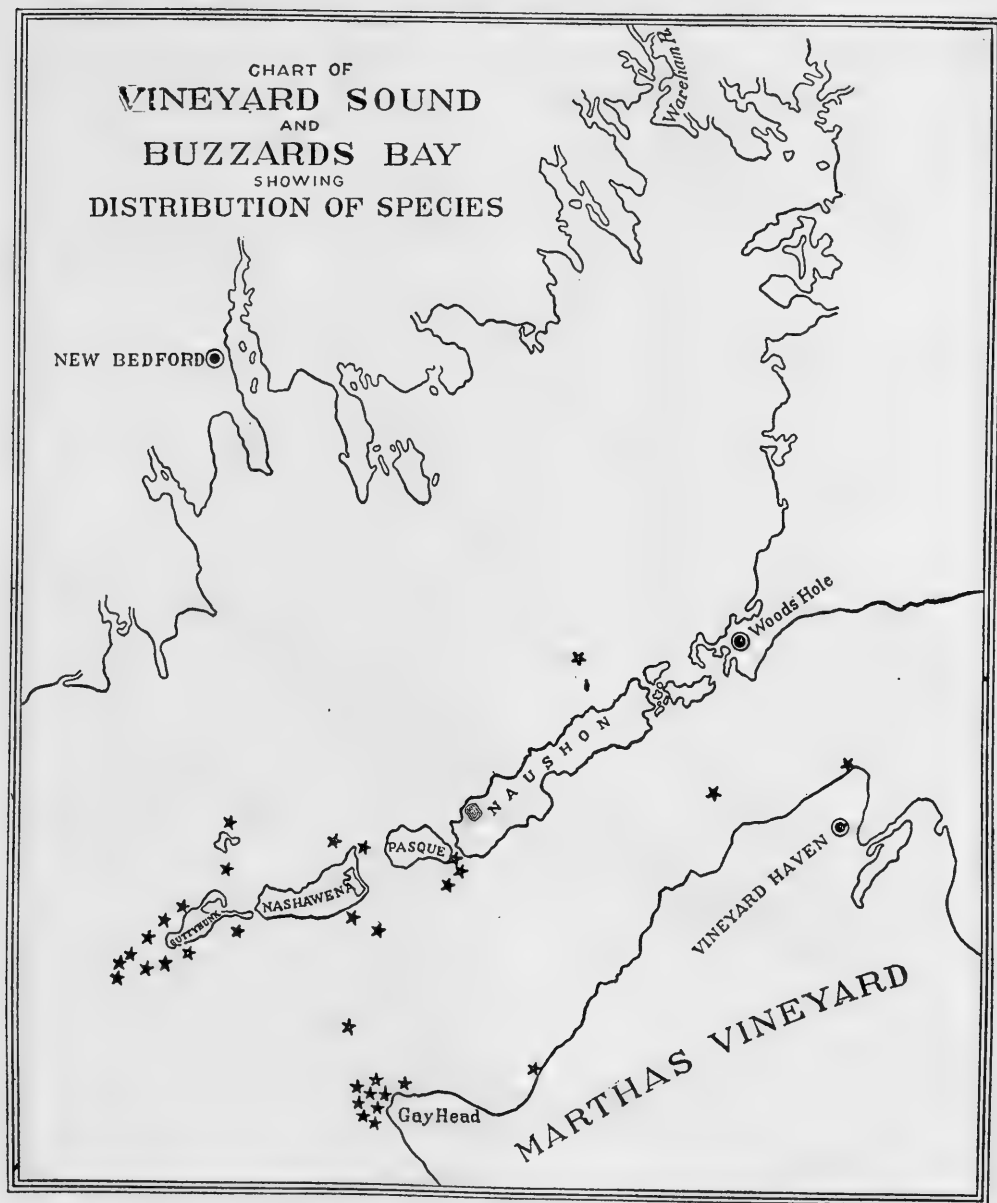 CHART OF
VINEYARD SOUND
AND
BUZZARDS BAY
SHOWING
DISTRIBUTION OF SPECIES
Wareham R.
NEW BEDFORD
Woods Hole
NAUSHON
PASQUE
NASHAWENA
CUTTYHUNK
VINEYARD HAVEN
MARTHAS VINEYARD
Gay Head